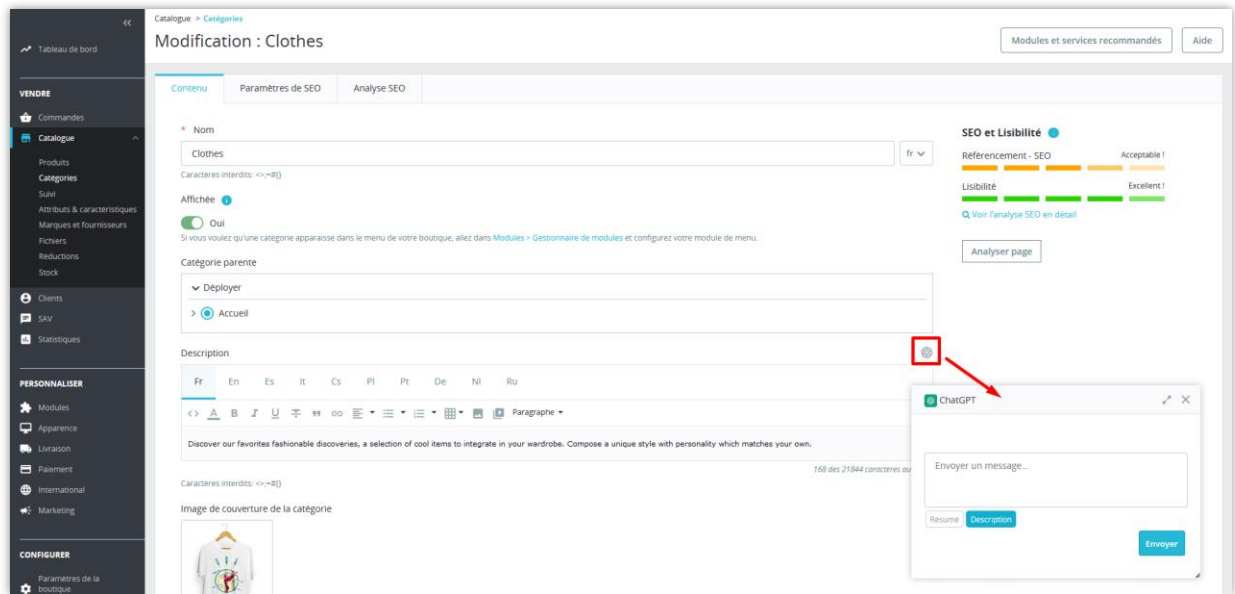 Catalogue > Catégories
Modification : Clothes
Modules et services recommandés
Aide
Tableau de bord
VENDRE
Commandes
Catalogue
Produits
Catégories
Suivi
Attributs & caractéristiques
Marques et fournisseurs
Fichiers
Réductions
Stock
Clients
SAV
Statistiques
PERSONNALISER
Modules
Apparence
Livraison
Paiement
International
Marketing
CONFIGURER
Paramètres de la
boutique
Contenu
Paramètres de SEO
Analyse SEO
* Nom
Clothes
fr
Caractères interdits: <>;=#{}
Affichée
Oui
Si vous voulez qu'une catégorie apparaisse dans le menu de votre boutique, allez dans Modules > Gestionnaire de modules et configurez votre module de menu.
Catégorie parente
Déployer
Accueil
Description
Fr En Es It Cs Pl Pt De Nl Ru
Paragraphe
Discover our favorites fashionable discoveries, a selection of cool items to integrate in your wardrobe. Compose a unique style with personality which matches your own.
168 des 21844 caractères
Caractères interdits: <>;=#{}
Image de couverture de la catégorie
SEO et Lisibilité
Référencement - SEO Acceptable !
Lisibilité Excellent !
Voir l'analyse SEO en détail
Analyser page
ChatGPT
Envoyer un message...
Résumé Description
Envoyer